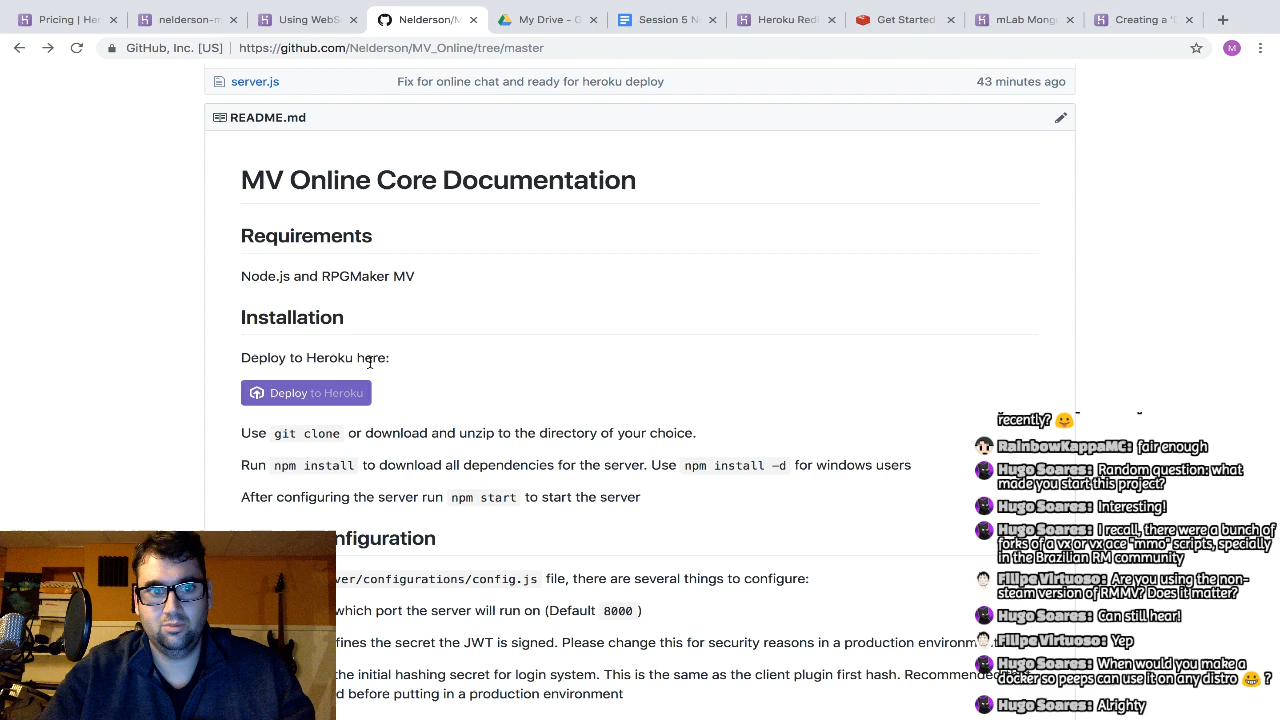 Pricing | Her
nelderson-m
Using WebSo
Nelderson/M
My Drive - G
Session 5 No
Heroku Redi
Get Started
mLab Mong
Creating a 'D
GitHub, Inc. [US]
https://github.com/Nelderson/MV_Online/tree/master
M
server.js
Fix for online chat and ready for heroku deploy
43 minutes ago
README.md
MV Online Core Documentation
Requirements
Node.js and RPGMaker MV
Installation
Deploy to Heroku here:
Deploy to Heroku
Use git clone or download and unzip to the directory of your choice.
Run npm install to download all dependencies for the server. Use npm install -d for windows users
After configuring the server run npm start to start the server
nfiguration
ver/configurations/config.js file, there are several things to configure:
which port the server will run on (Default 8000 )
fines the secret the JWT is signed. Please change this for security reasons in a production environm
the initial hashing secret for login system. This is the same as the client plugin first hash. Recommended
d before putting in a production environment
recently? 😛
RainbowKappaMC: fair enough
Hugo Soares: Random question: what
made you start this project?
Hugo Soares: Interesting!
Hugo Soares: I recall, there were a bunch of
forks of a vx or vx ace "mmo" scripts, specially
in the Brazilian RM community
Filipe Virtuoso: Are you using the non-
steam version of RMMV? Does it matter?
Hugo Soares: Can still hear!
Filipe Virtuoso: Yep
Hugo Soares: When would you make a
docker so peeps can use it on any distro 😀 ?
Hugo Soares: Alrighty